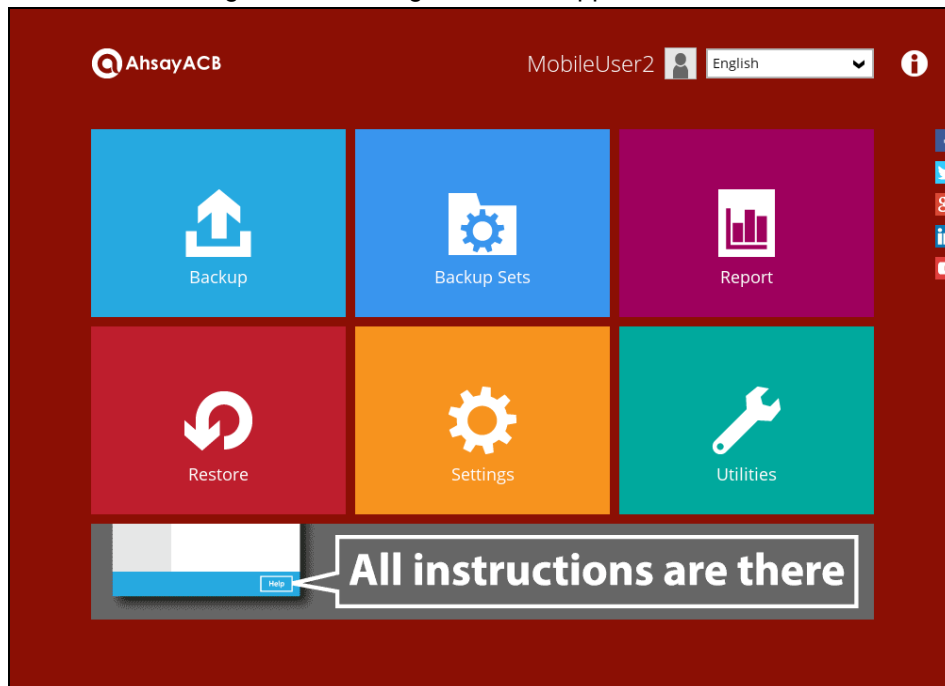 AhsayACB
MobileUser2
English
Backup
Backup Sets
Report
Restore
Settings
Utilities
Help
All instructions are there